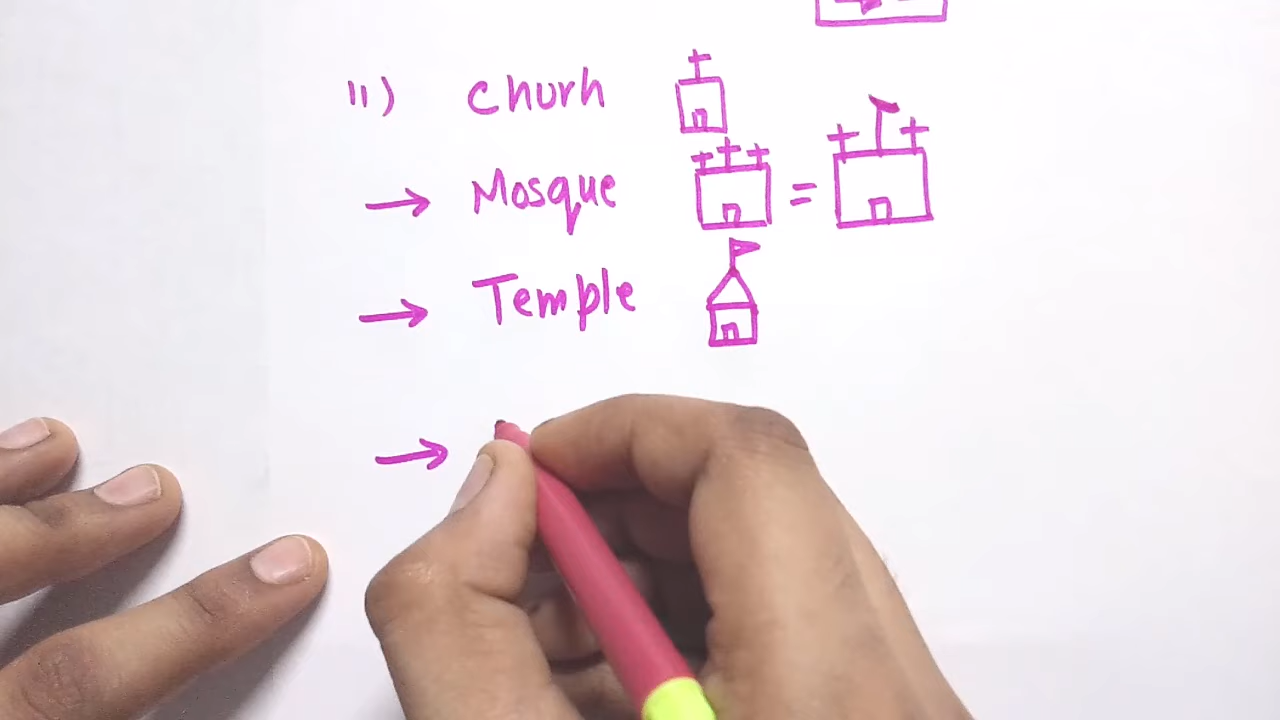 11) Churh
→ Mosque =
→ Temple
→